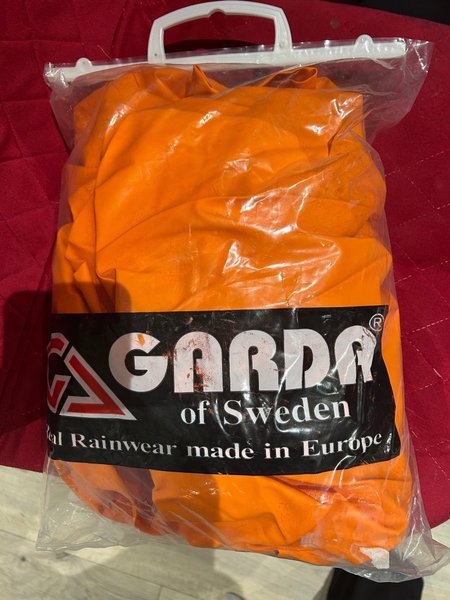 GARDA®
of Sweden
Rainwear made in Europe